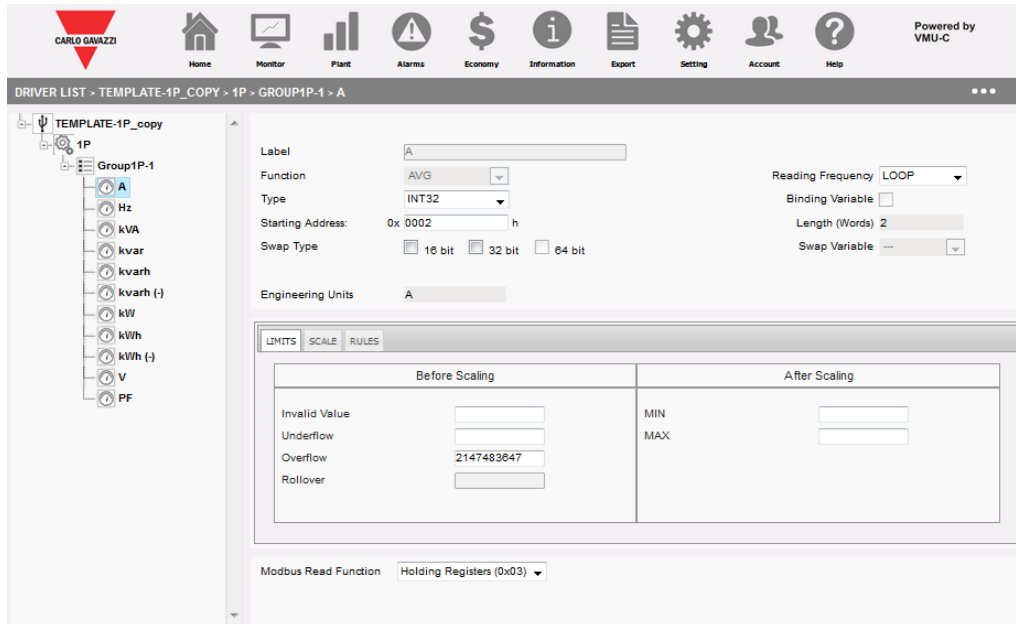 CARLO GAVAZZI
Home
Monitor
Plant
Alarms
Economy
Information
Export
Setting
Account
Help
Powered by
VMU-C
DRIVER LIST > TEMPLATE-1P_COPY > 1P > GROUP1P-1 > A
TEMPLATE-1P_copy
1P
Group1P-1
A
Hz
kVA
kvar
kvarh
kvarh (-)
kW
kWh
kWh (-)
V
PF
Label A
Function AVG Reading Frequency LOOP
Type INT32 Binding Variable
Starting Address: 0x 0002 h Length (Words) 2
Swap Type 16 bit 32 bit 64 bit Swap Variable ---
Engineering Units A
LIMITS SCALE RULES
Before Scaling After Scaling
Invalid Value MIN
Underflow MAX
Overflow 2147483647
Rollover
Modbus Read Function Holding Registers (0x03)